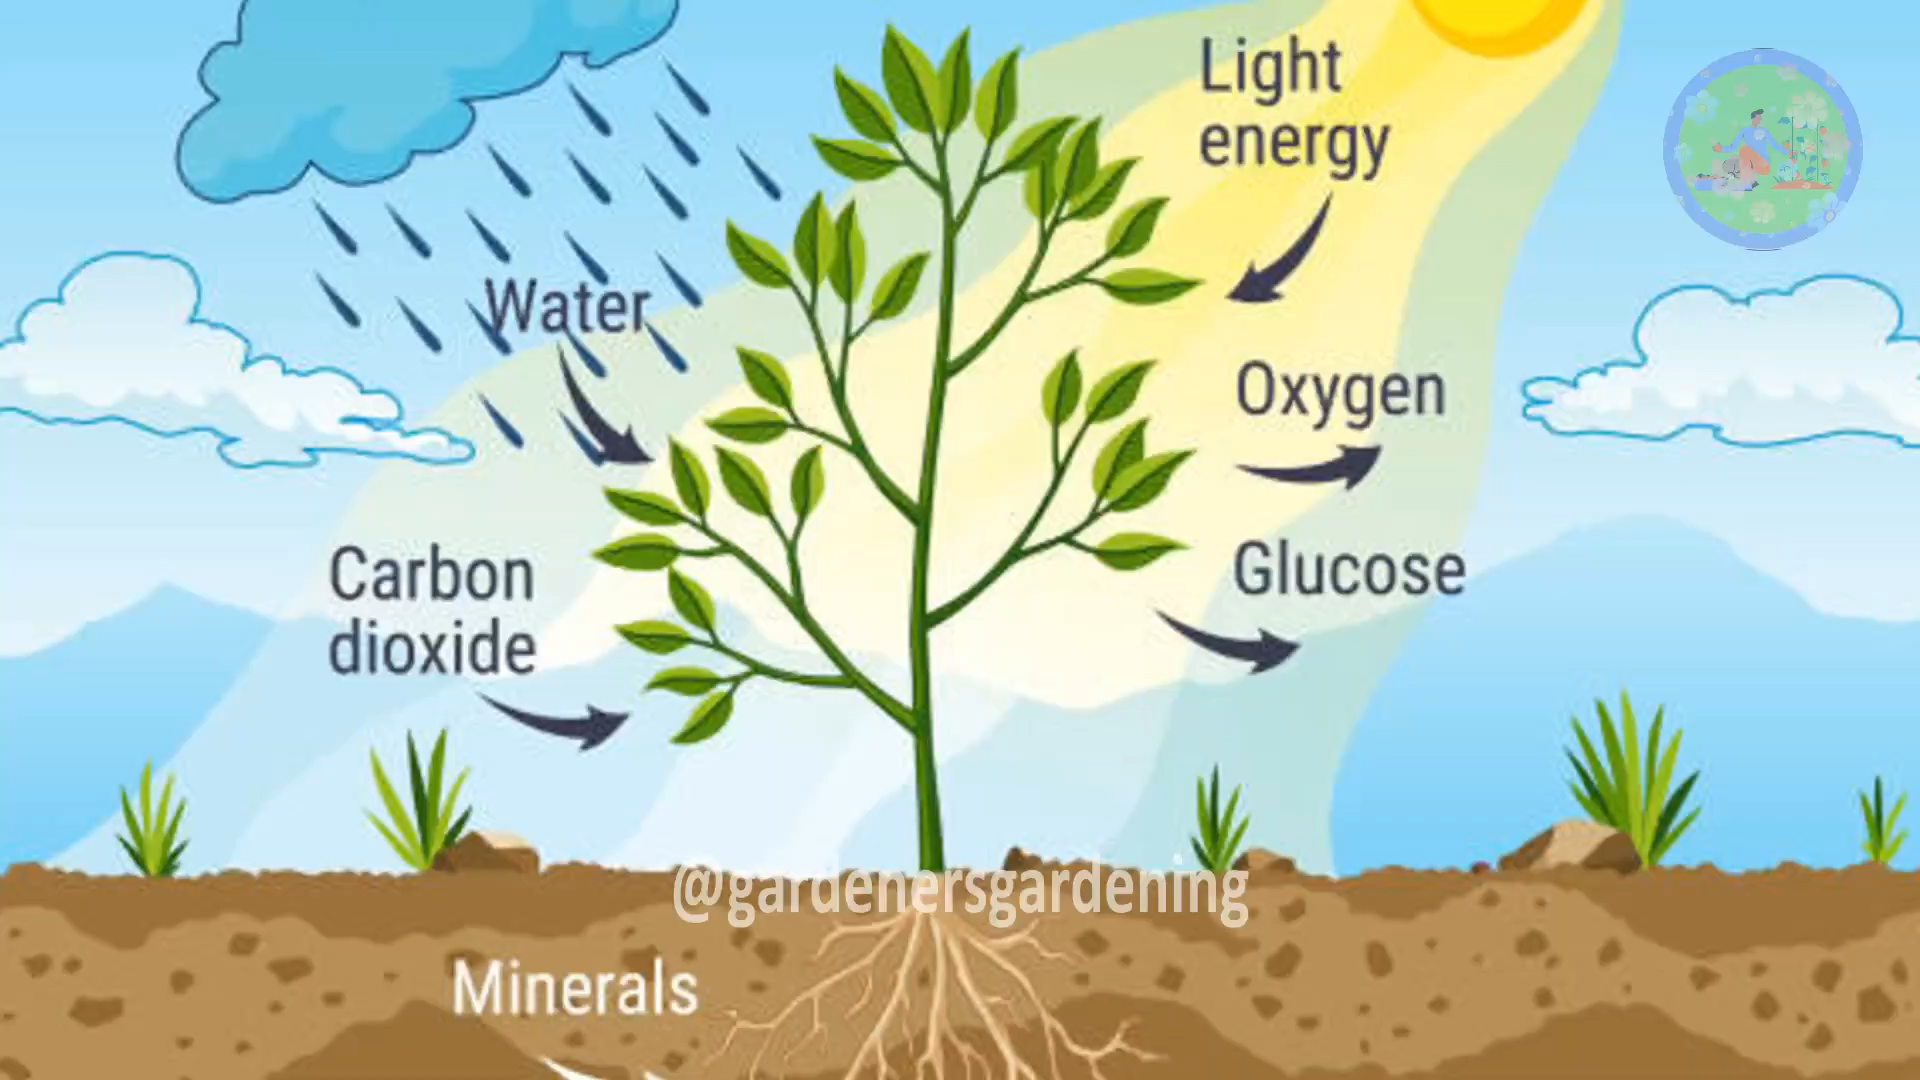 Light
energy
Water
Oxygen
Carbon
dioxide
Glucose
@gardenersgardening
Minerals